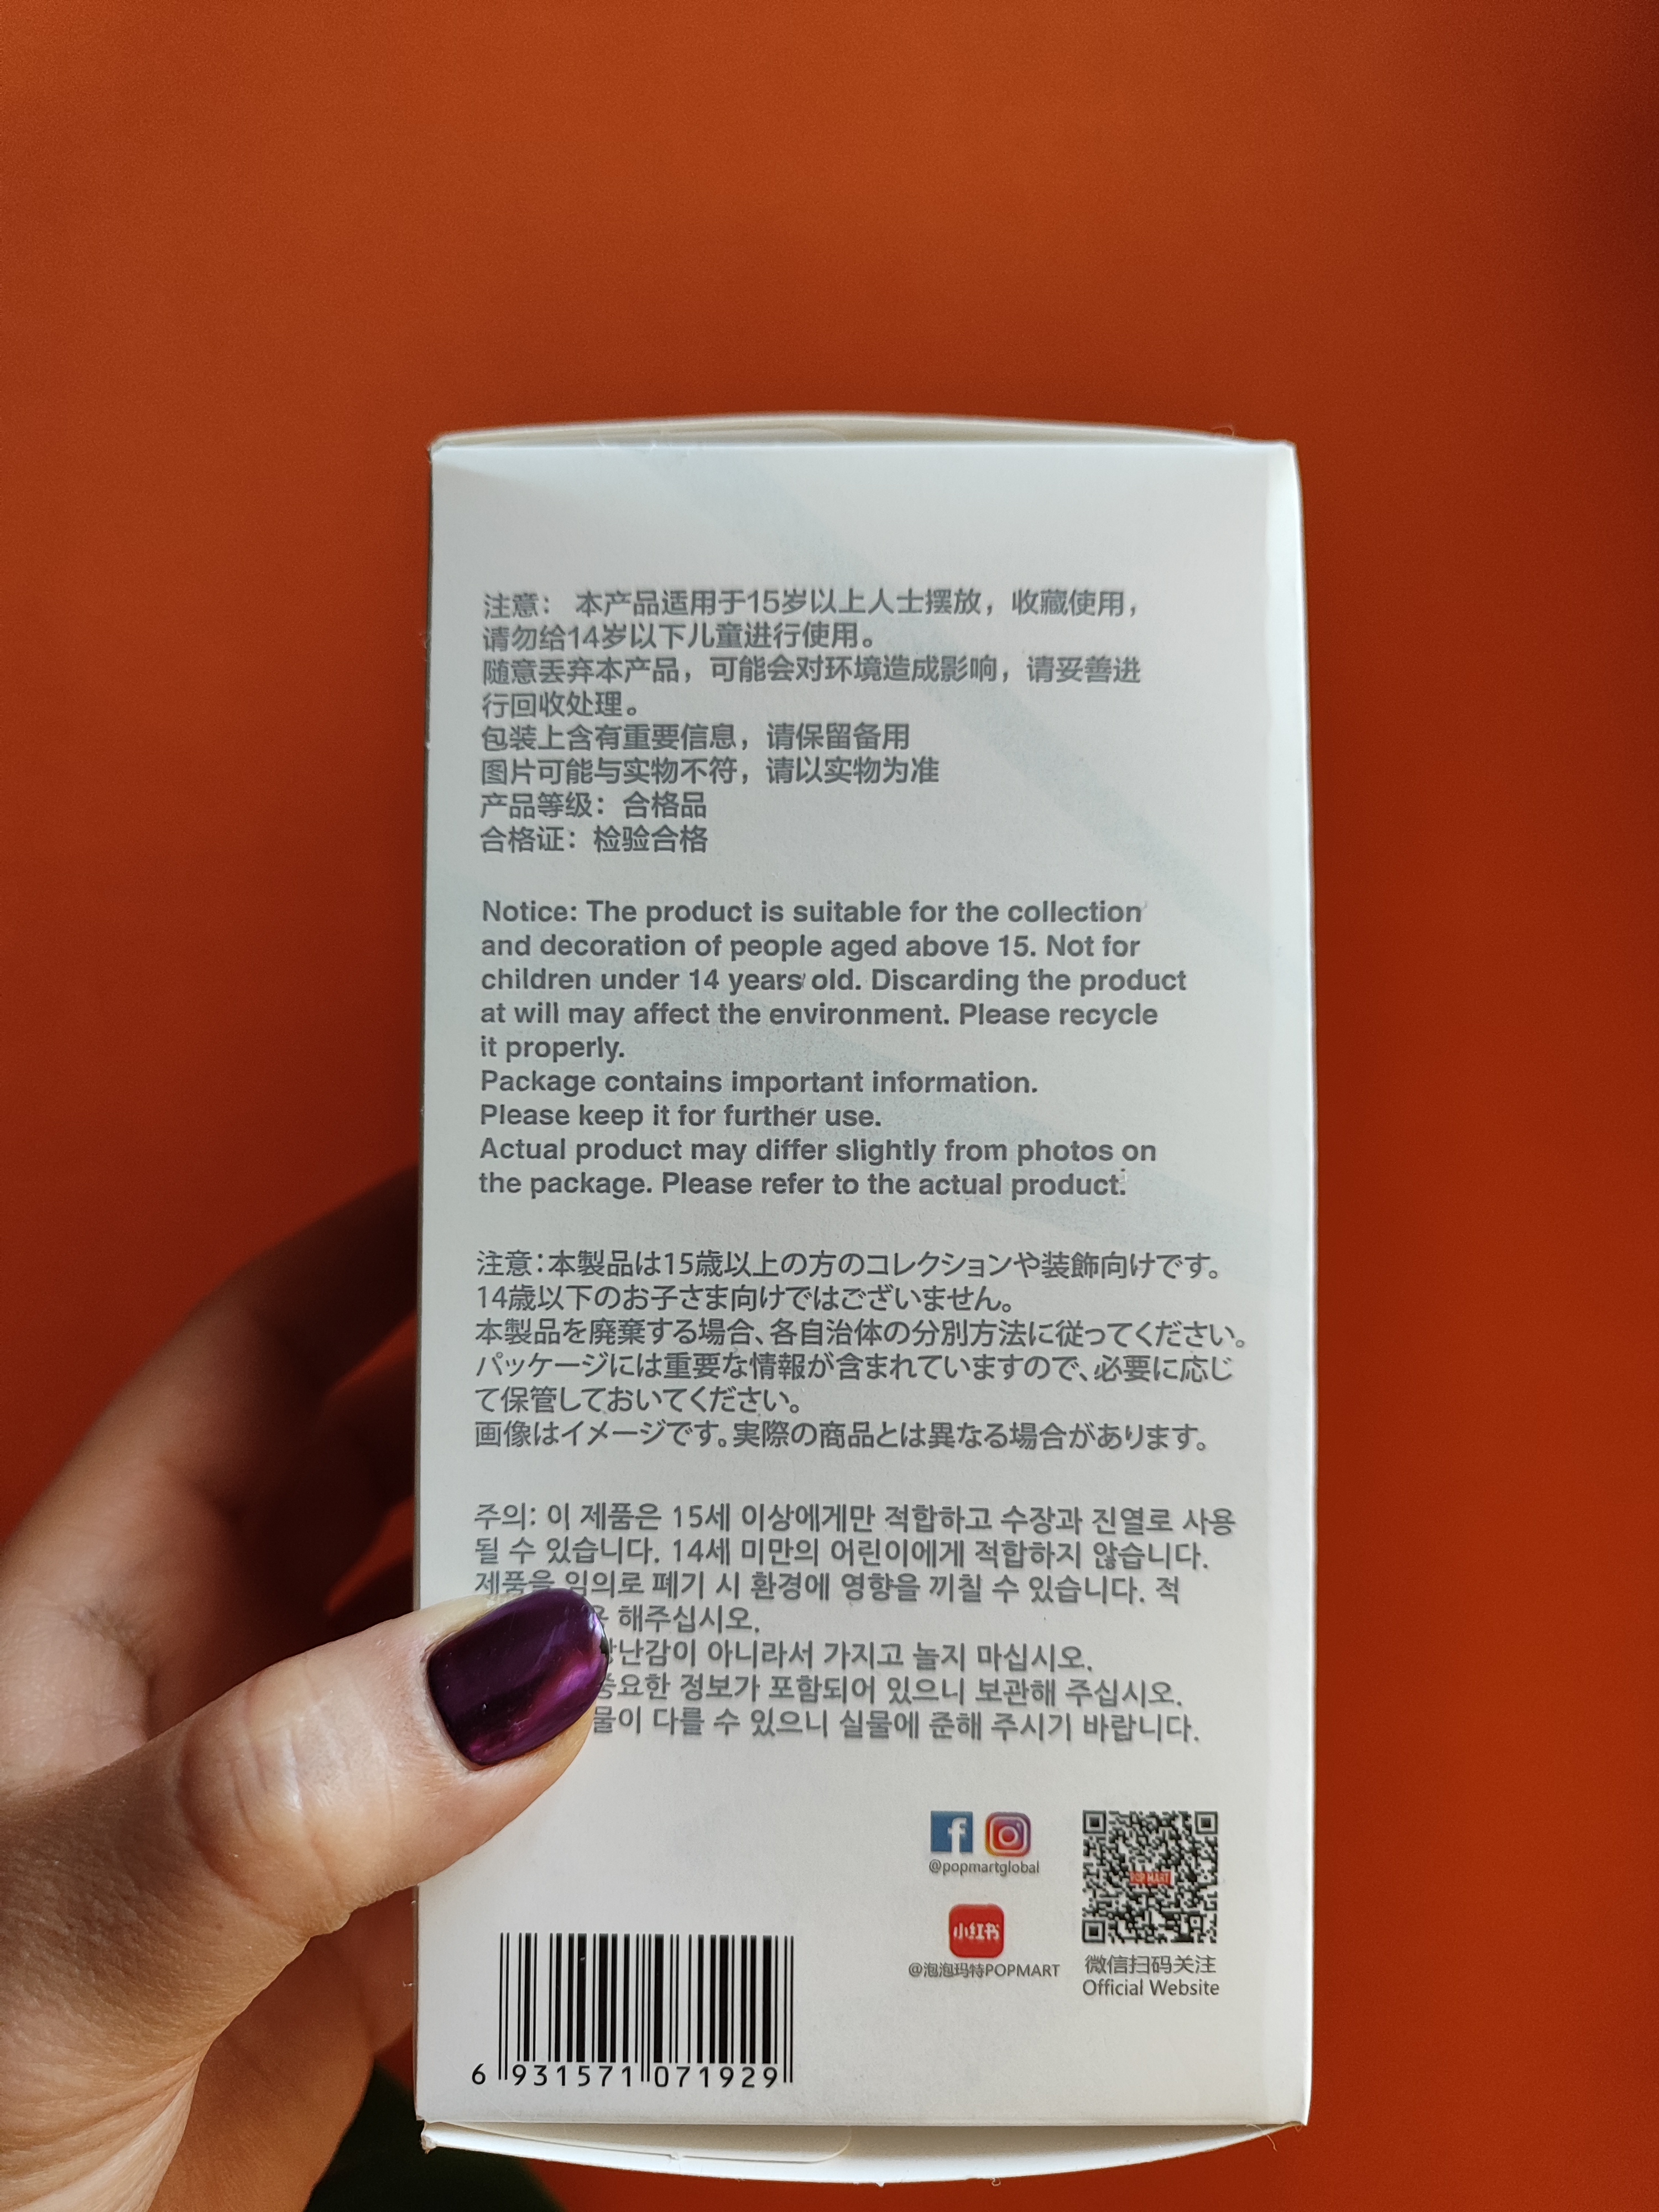 注意： 本产品适用于15岁以上人士摆放，收藏使用，
请勿给14岁以下儿童进行使用。
随意丢弃本产品，可能会对环境造成影响，请妥善进
行回收处理。
包装上含有重要信息，请保留备用
图片可能与实物不符，请以实物为准
产品等级：合格品
合格证：检验合格
Notice: The product is suitable for the collection
and decoration of people aged above 15. Not for
children under 14 years old. Discarding the product
at will may affect the environment. Please recycle
it properly.
Package contains important information.
Please keep it for further use.
Actual product may differ slightly from photos on
the package. Please refer to the actual product.
注意：本製品は15歳以上の方のコレクションや装飾向けです。
14歳以下のお子さま向けではございません。
本製品を廃棄する場合、各自治体の分別方法に従ってください。
パッケージには重要な情報が含まれていますので、必要に応じ
て保管しておいてください。
画像はイメージです。実際の商品とは異なる場合があります。
주의: 이 제품은 15세 이상에게만 적합하고 수장과 진열로 사용
될 수 있습니다. 14세 미만의 어린이에게 적합하지 않습니다.
제품을 임의로 폐기 시 환경에 영향을 끼칠 수 있습니다. 적
해주십시오.
아니라서 가지고 놀지 마십시오.
정보가 포함되어 있으니 보관해 주십시오.
다를 수 있으니 실물에 준해 주시기 바랍니다.
@popmartglobal
小红书
@泡泡玛特POPMART
POP MART
微信扫码关注
Official Website
6 931571 071929